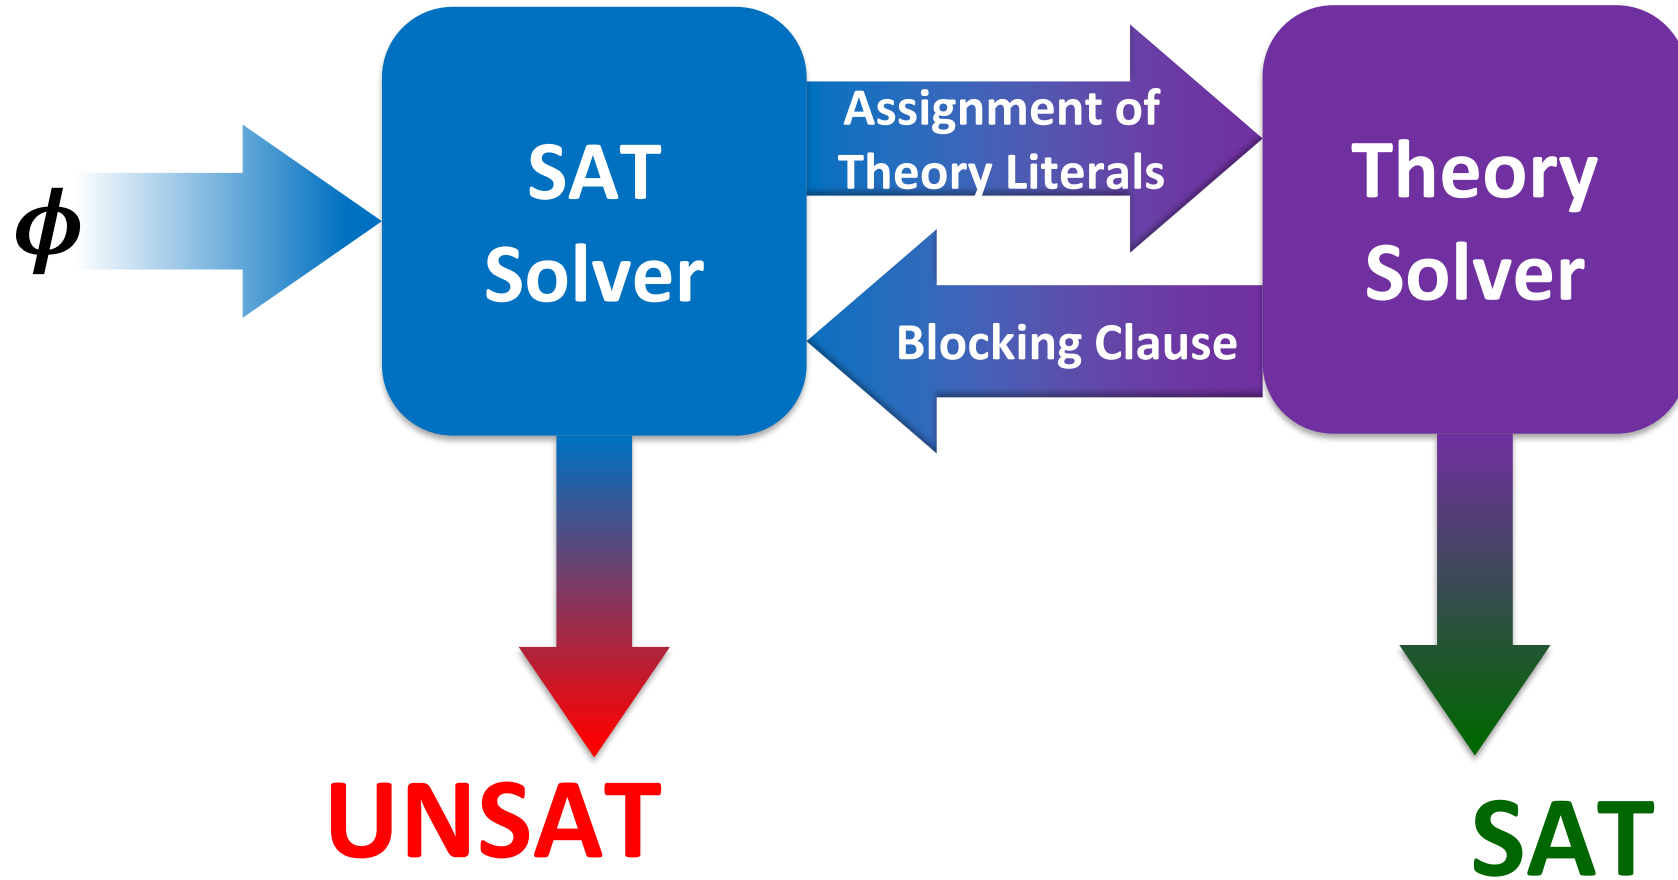 ϕ
SAT
Solver
Assignment of
Theory Literals
Blocking Clause
Theory
Solver
UNSAT
SAT